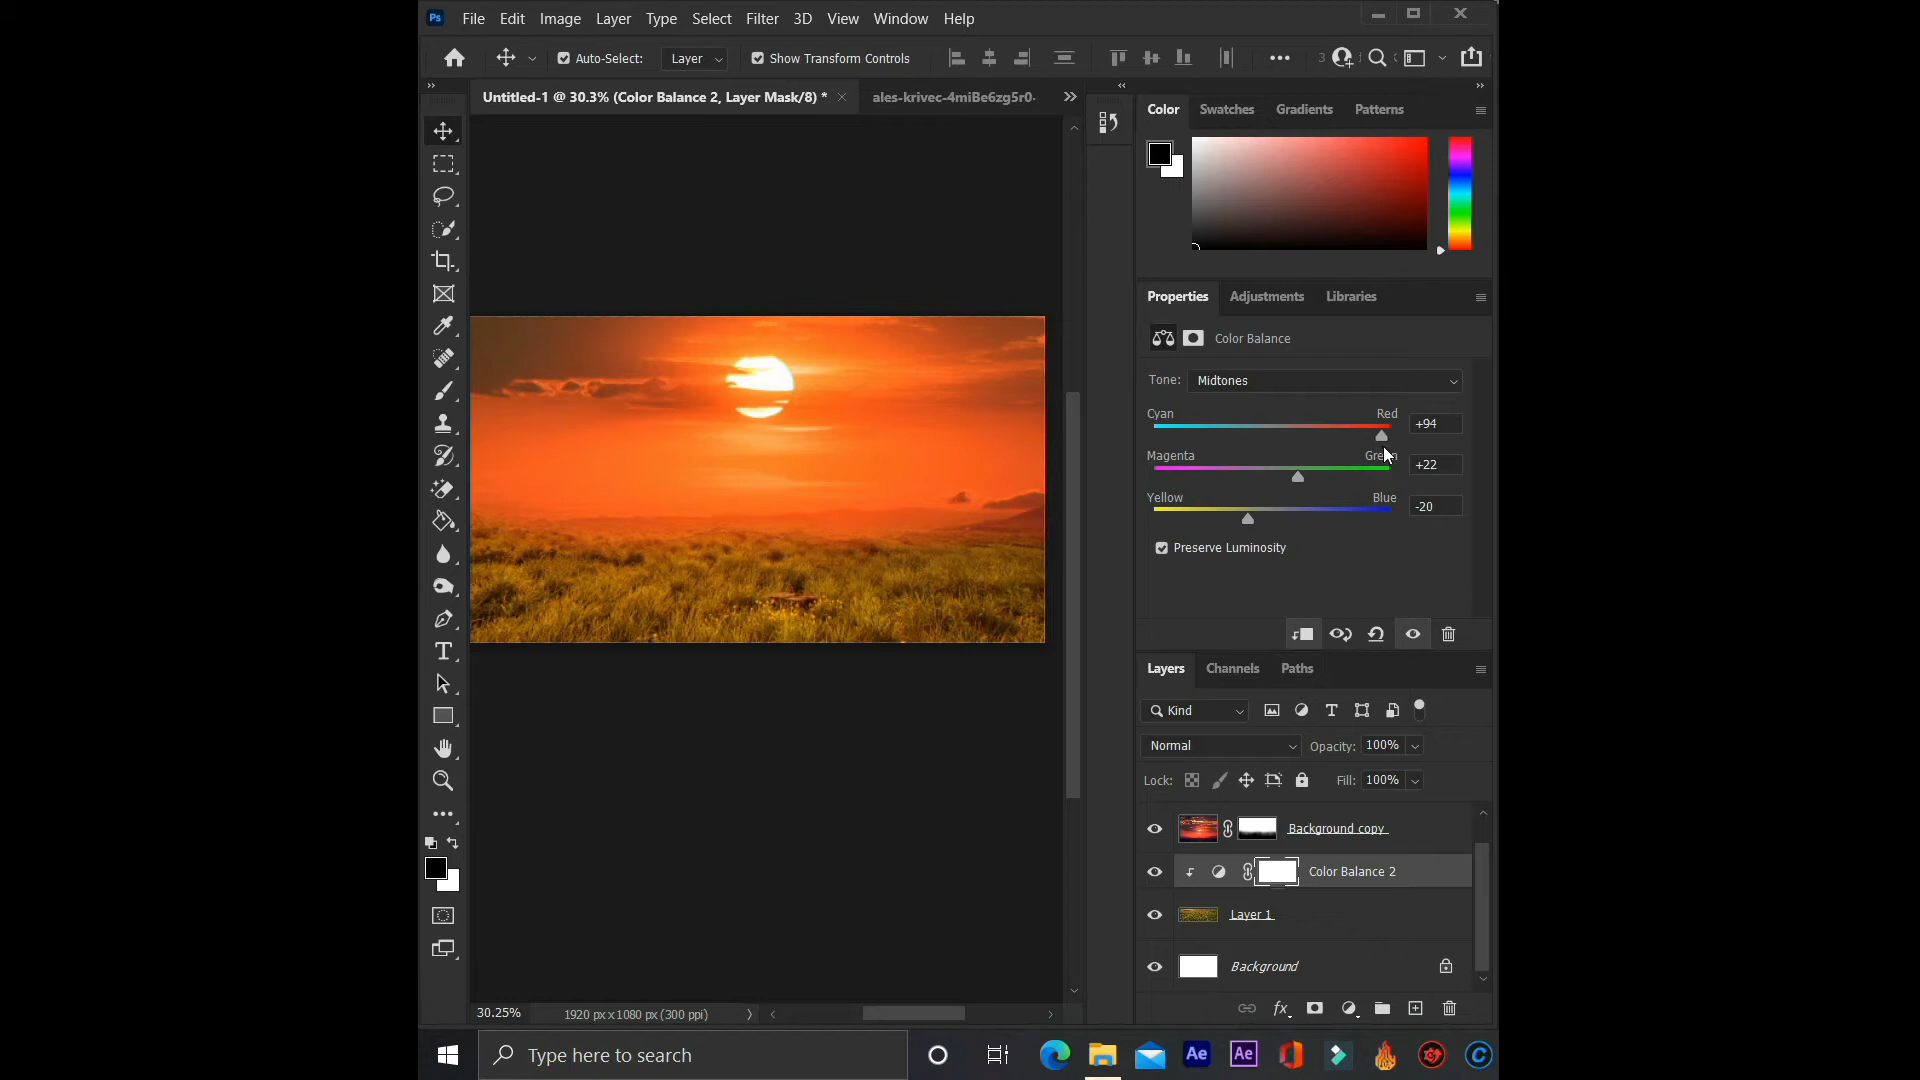 Ps File Edit Image Layer Type Select Filter 3D View Window Help
Auto-Select: Layer Show Transform Controls
Untitled-1 @ 30.3% (Color Balance 2, Layer Mask/8) * ales-krivec-4miBe6zg5r0-
Color Swatches Gradients Patterns
Properties Adjustments Libraries
Color Balance
Tone: Midtones
Cyan Red +94
Magenta Green +22
Yellow Blue -20
Preserve Luminosity
Layers Channels Paths
Kind
Normal Opacity: 100%
Lock: Fill: 100%
Background copy
Color Balance 2
Layer 1
Background
30.25% 1920 px x 1080 px (300 ppi)
Type here to search
Ae Ae